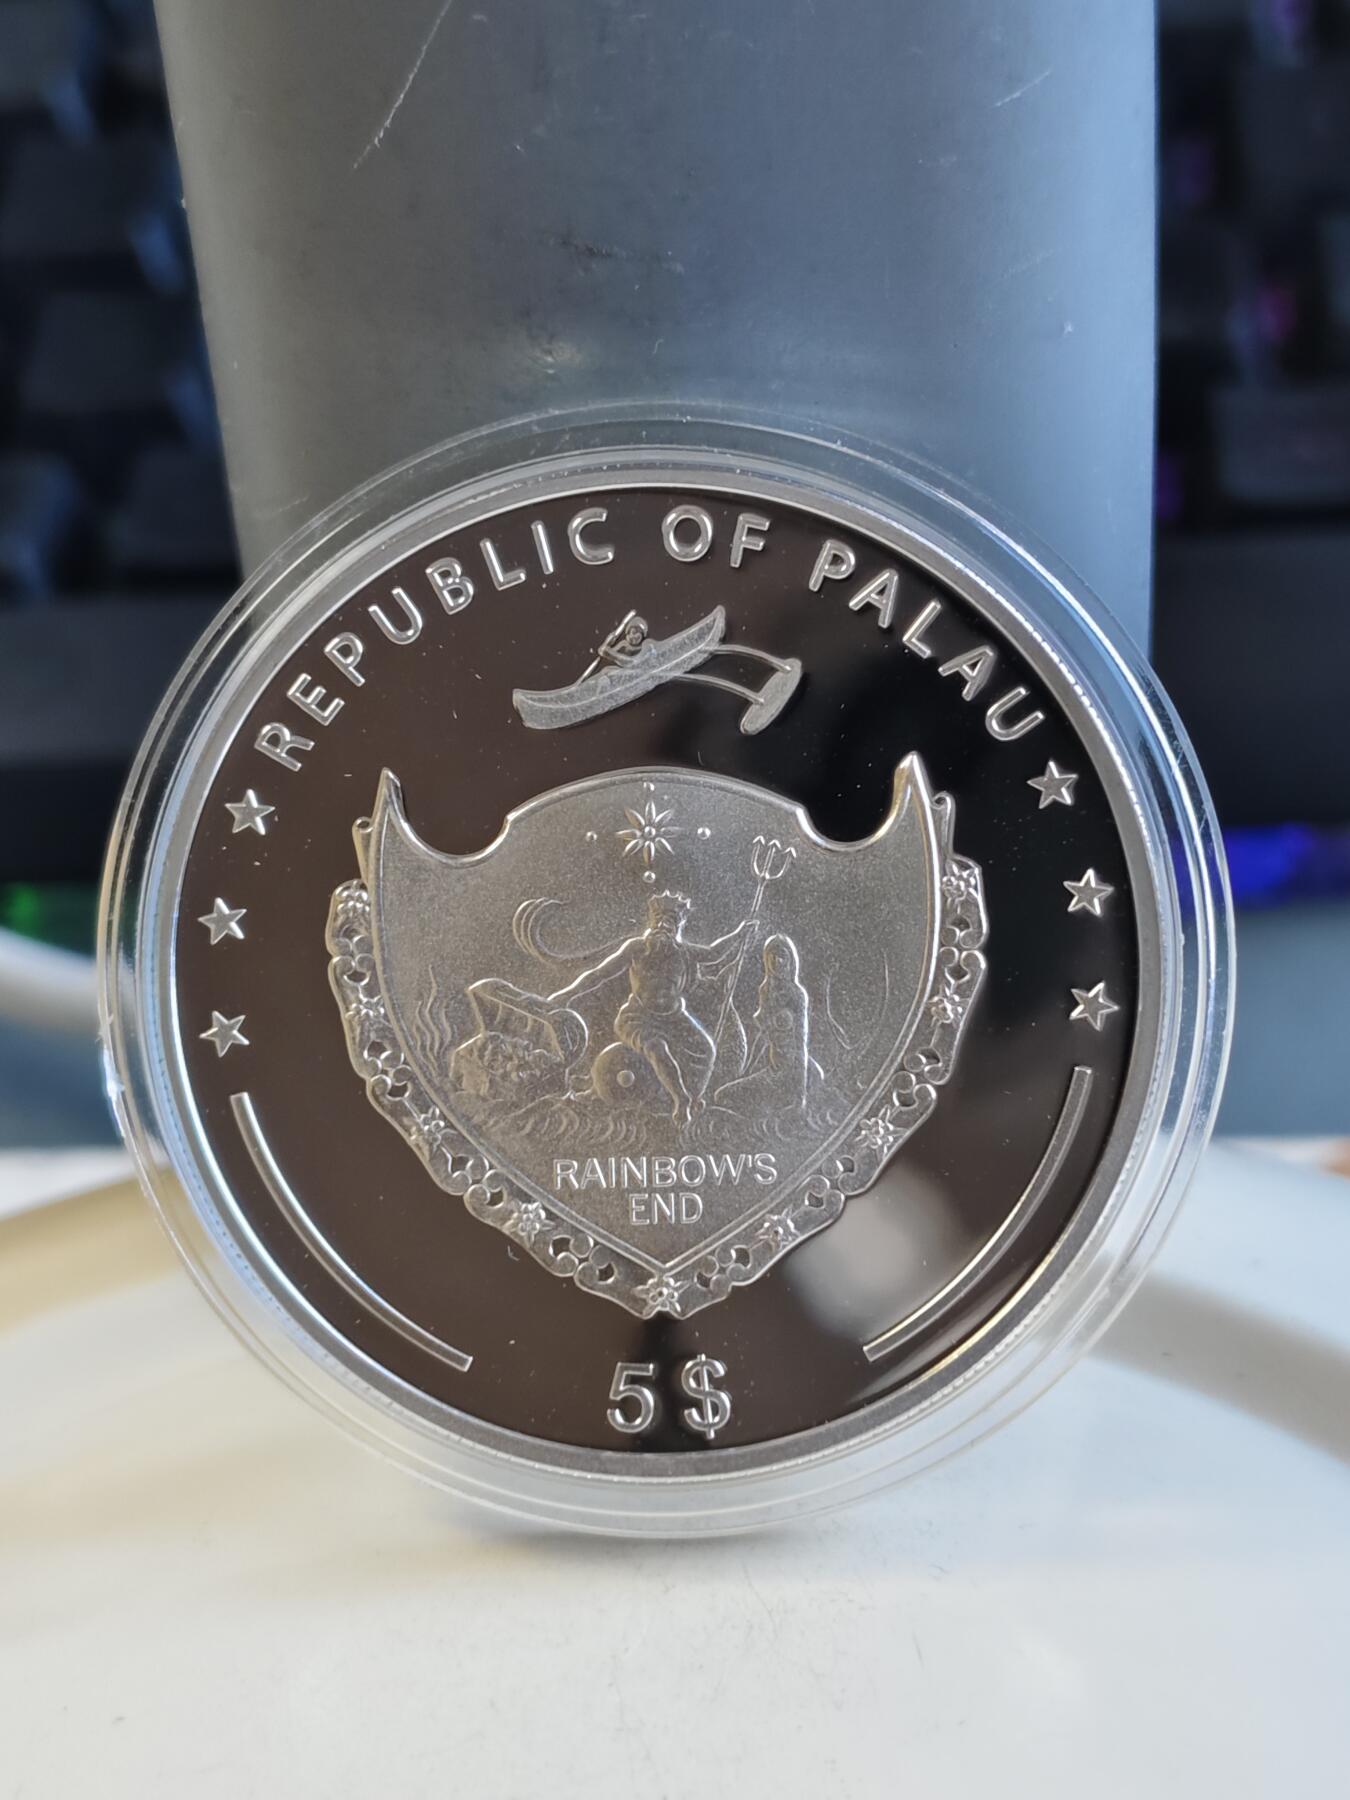 REPUBLIC OF PALAU
RAINBOW'S
END
5 $